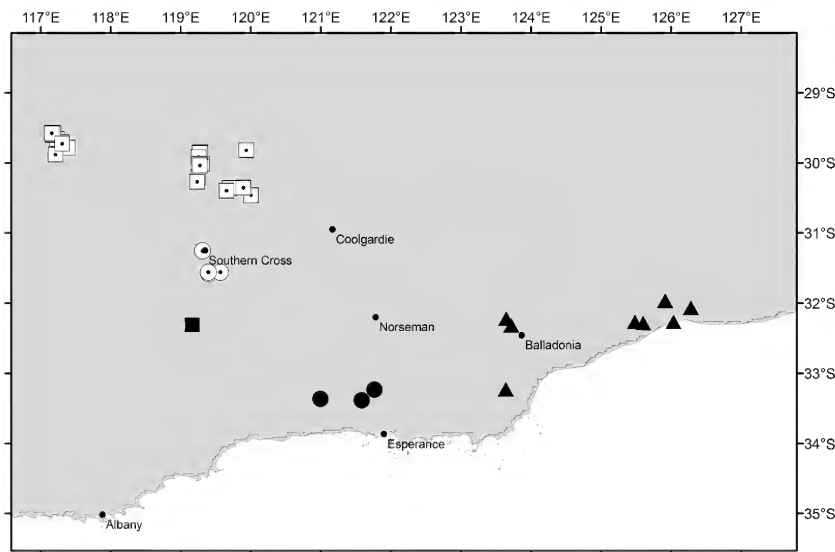 117°E 118°E 119°E 120°E 121°E 122°E 123°E 124°E 125°E 126°E 127°E
29°S
30°S
31°S
Coolgardie
Southern Cross
32°S
Norseman
Balladonia
33°S
34°S
Esperance
35°S
Albany